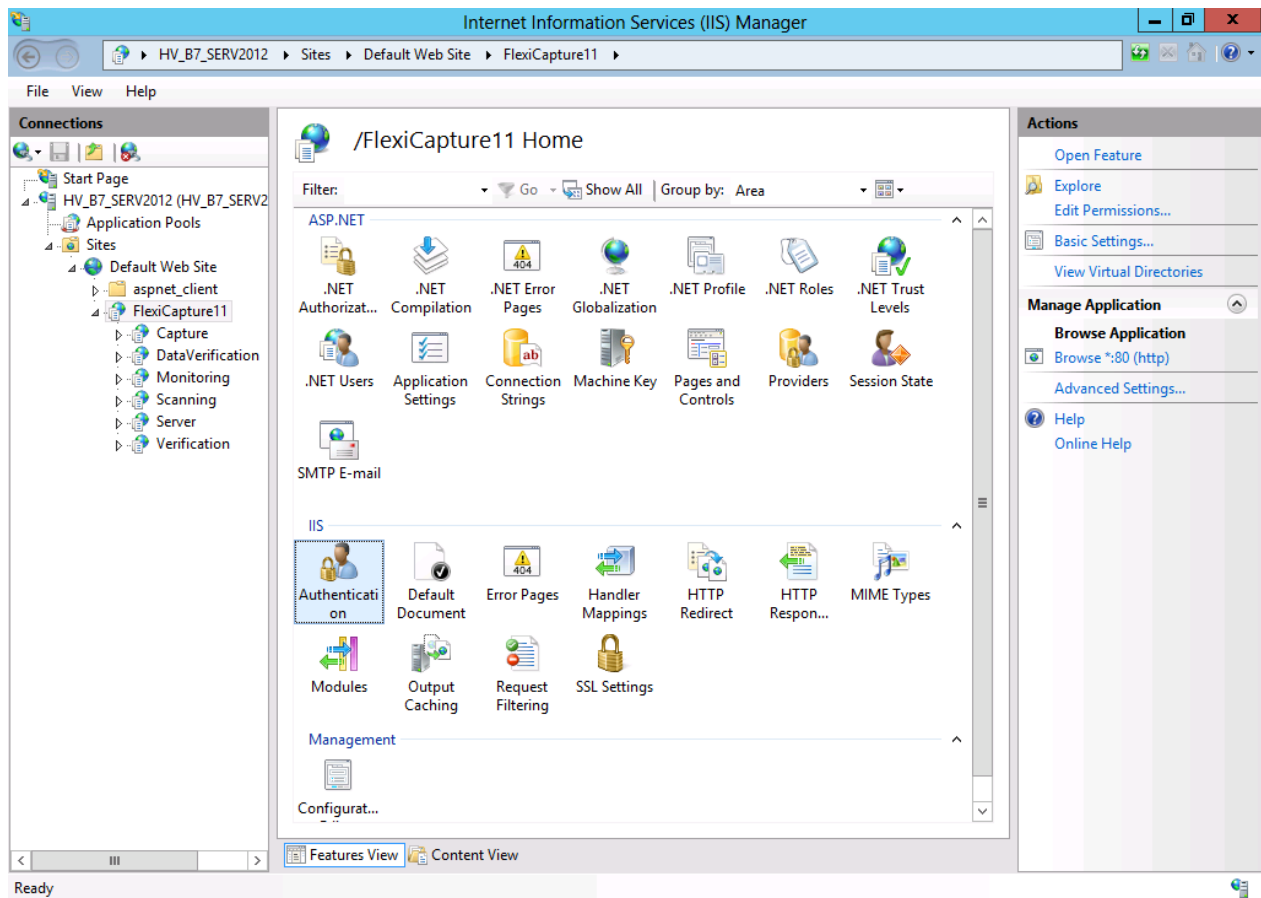 Internet Information Services (IIS) Manager
HV_B7_SERV2012 Sites Default Web Site FlexiCapture11
File View Help
Connections
Start Page
HV_B7_SERV2012 (HV_B7_SERV2
Application Pools
Sites
Default Web Site
aspnet_client
FlexiCapture11
Capture
DataVerification
Monitoring
Scanning
Server
Verification
/FlexiCapture11 Home
Filter: Go Show All Group by: Area
ASP.NET
.NET Authorizat...
.NET Compilation
404
.NET Error Pages
.NET Globalization
.NET Profile
.NET Roles
.NET Trust Levels
.NET Users
Application Settings
ab
Connection Strings
Machine Key
Pages and Controls
Providers
Session State
SMTP E-mail
IIS
Authenticati
on
Default Document
404
Error Pages
Handler Mappings
HTTP Redirect
HTTP Respon...
MIME Types
Modules
Output Caching
Request Filtering
SSL Settings
Management
Configurat...
Features View Content View
Actions
Open Feature
Explore
Edit Permissions...
Basic Settings...
View Virtual Directories
Manage Application
Browse Application
Browse *:80 (http)
Advanced Settings...
Help
Online Help
Ready